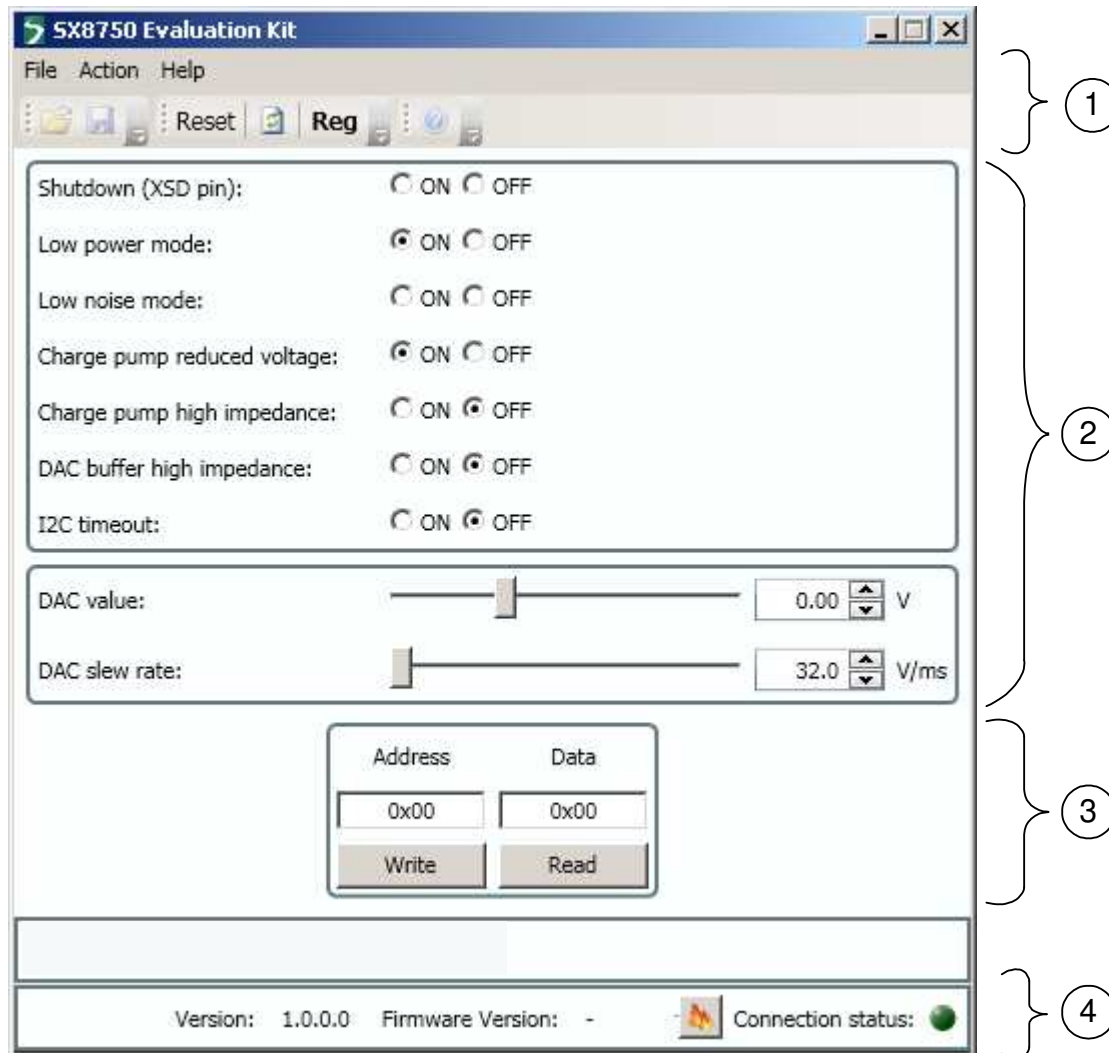 SX8750 Evaluation Kit
File Action Help
Reset Reg
1
Shutdown (XSD pin): ON OFF
Low power mode: ON OFF
Low noise mode: ON OFF
Charge pump reduced voltage: ON OFF
Charge pump high impedance: ON OFF
DAC buffer high impedance: ON OFF
I2C timeout: ON OFF
2
DAC value: 0.00 V
DAC slew rate: 32.0 V/ms
Address Data
0x00 0x00
Write Read
3
Version: 1.0.0.0 Firmware Version: - Connection status:
4